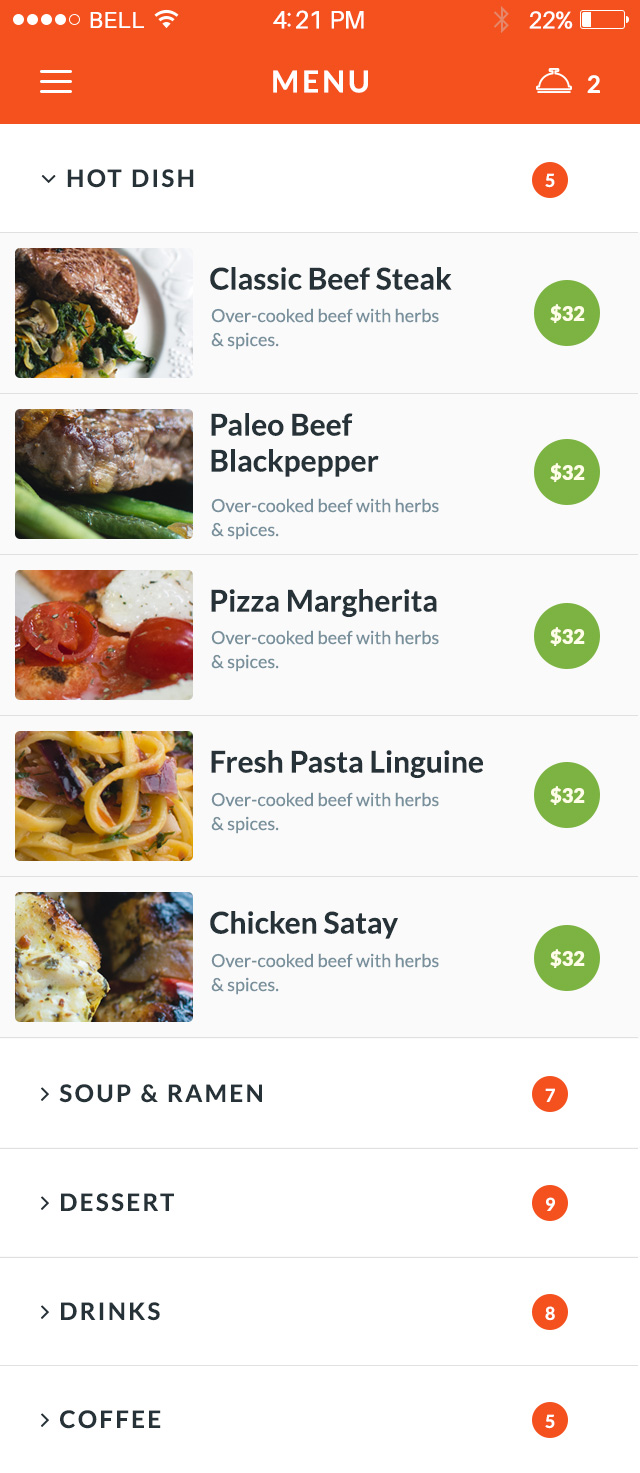 BELL 4:21 PM 22%
MENU 2
HOT DISH 5
Classic Beef Steak
Over-cooked beef with herbs
& spices.
$32
Paleo Beef
Blackpepper
Over-cooked beef with herbs
& spices.
$32
Pizza Margherita
Over-cooked beef with herbs
& spices.
$32
Fresh Pasta Linguine
Over-cooked beef with herbs
& spices.
$32
Chicken Satay
Over-cooked beef with herbs
& spices.
$32
SOUP & RAMEN 7
DESSERT 9
DRINKS 8
COFFEE 5